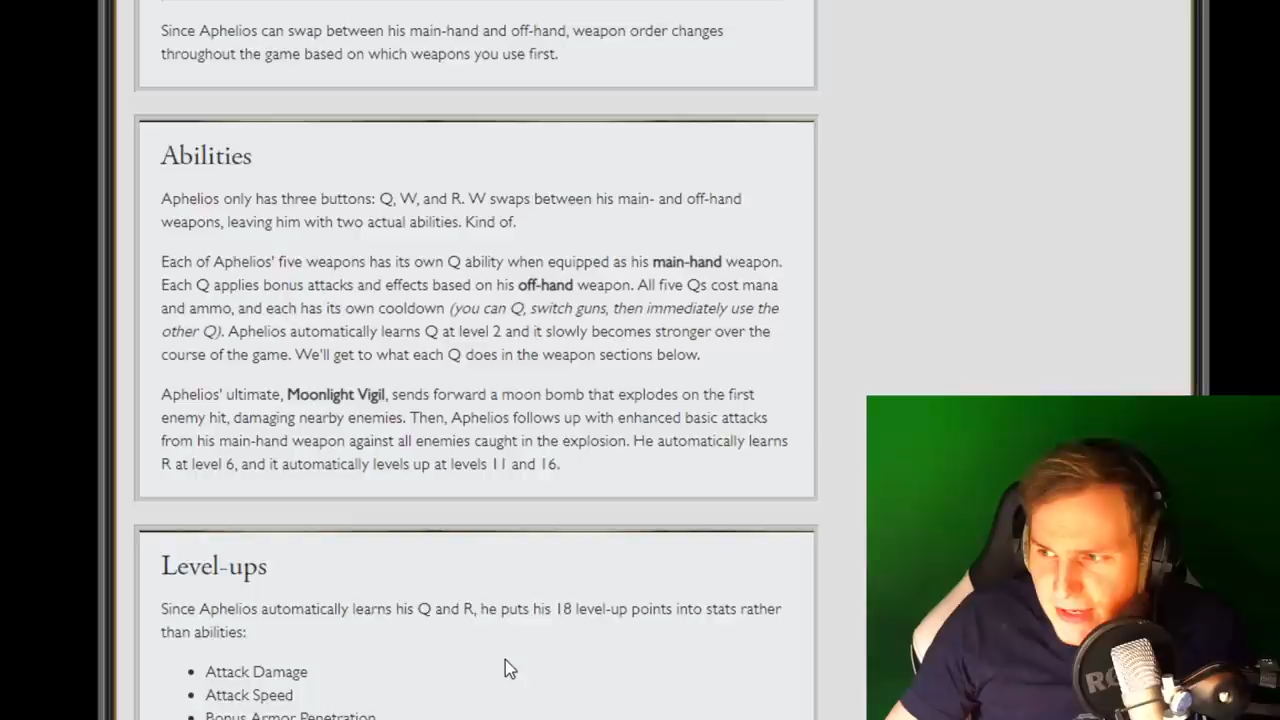 Since Aphelios can swap between his main-hand and off-hand, weapon order changes
throughout the game based on which weapons you use first.
Abilities
Aphelios only has three buttons: Q, W, and R. W swaps between his main- and off-hand
weapons, leaving him with two actual abilities. Kind of.
Each of Aphelios' five weapons has its own Q ability when equipped as his main-hand weapon.
Each Q applies bonus attacks and effects based on his off-hand weapon. All five Qs cost mana
and ammo, and each has its own cooldown (you can Q, switch guns, then immediately use the
other Q). Aphelios automatically learns Q at level 2 and it slowly becomes stronger over the
course of the game. We'll get to what each Q does in the weapon sections below.
Aphelios' ultimate, Moonlight Vigil, sends forward a moon bomb that explodes on the first
enemy hit, damaging nearby enemies. Then, Aphelios follows up with enhanced basic attacks
from his main-hand weapon against all enemies caught in the explosion. He automatically learns
R at level 6, and it automatically levels up at levels 11 and 16.
Level-ups
Since Aphelios automatically learns his Q and R, he puts his 18 level-up points into stats rather
than abilities:
• Attack Damage
• Attack Speed
• Bonus Armor Penetration